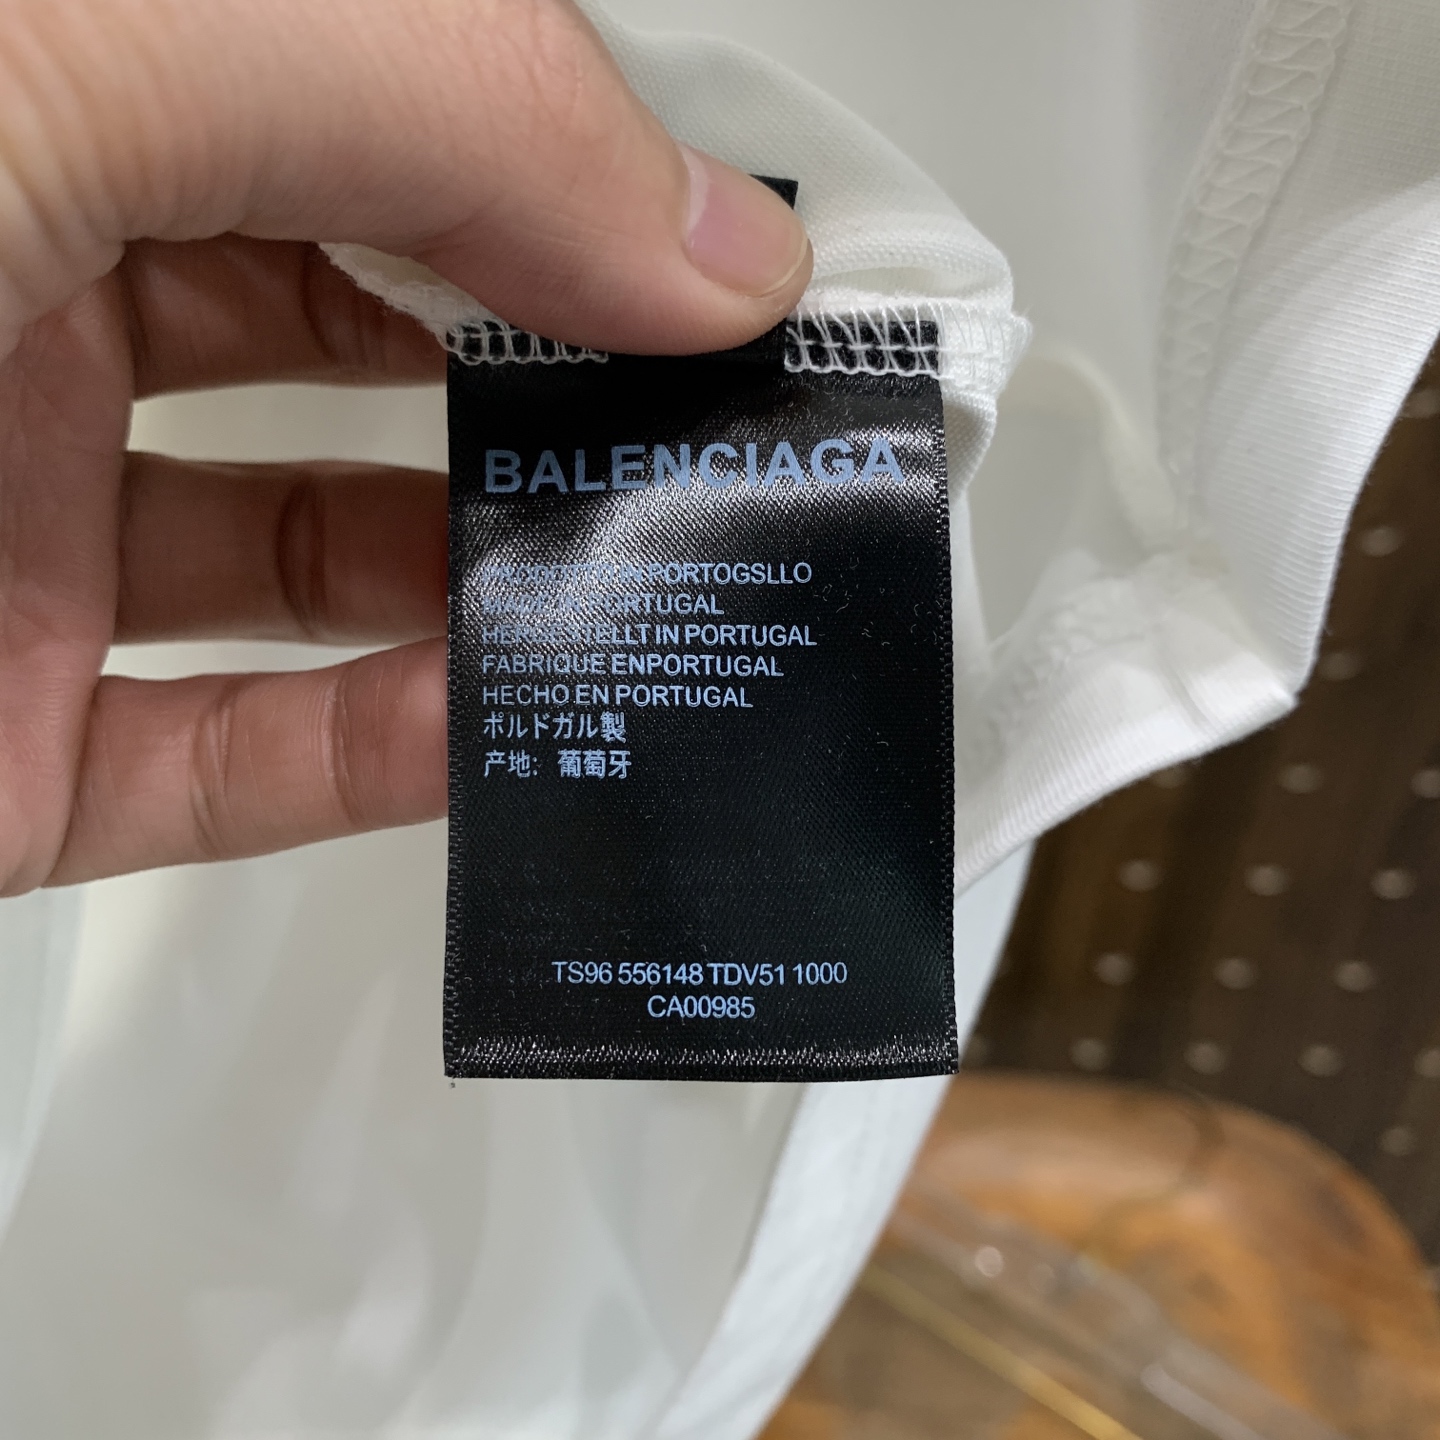 BALENCIAGA
PRODOTTO IN PORTOGSLLO
MADE IN PORTUGAL
HERGESTELLT IN PORTUGAL
FABRIQUE ENPORTUGAL
HECHO EN PORTUGAL
ポルドガル製
产地: 葡萄牙
TS96 556148 TDV51 1000
CA00985